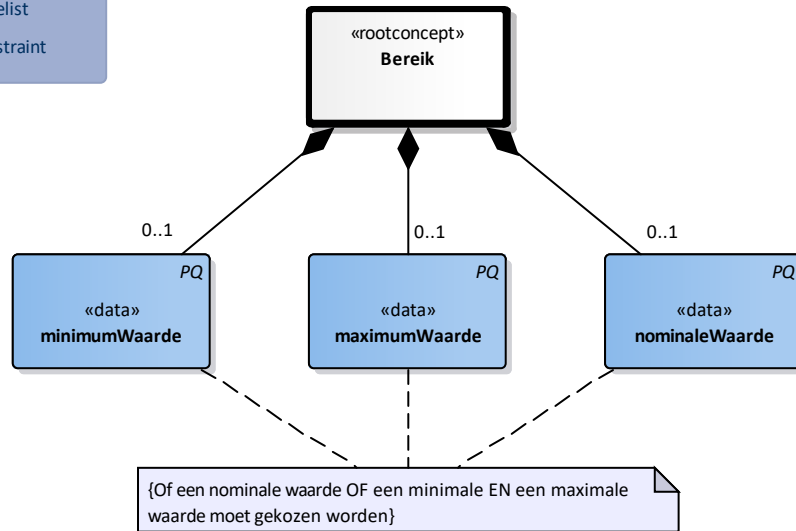 elist
straint
«rootconcept»
Bereik
0..1
0..1
0..1
PQ
«data»
minimumWaarde
PQ
«data»
maximumWaarde
PQ
«data»
nominaleWaarde
{Of een nominale waarde OF een minimale EN een maximale
waarde moet gekozen worden}